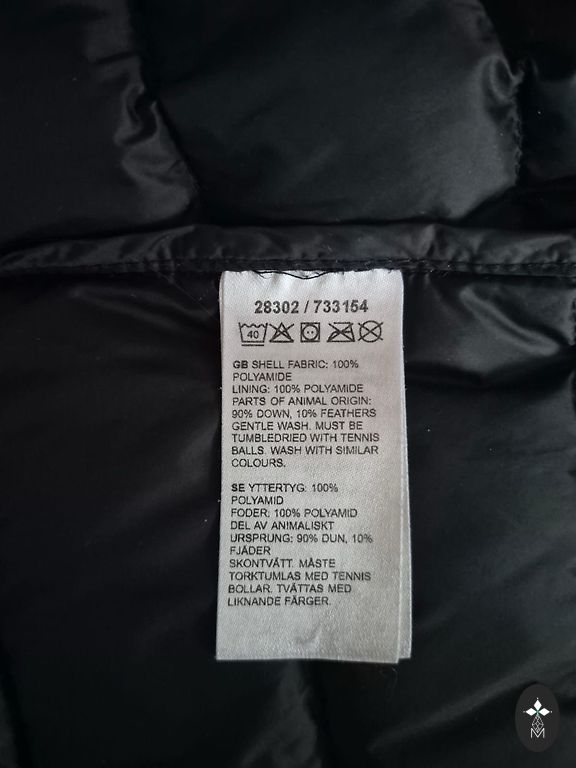 28302 / 733154
40
GB SHELL FABRIC: 100%
POLYAMIDE
LINING: 100% POLYAMIDE
PARTS OF ANIMAL ORIGIN:
90% DOWN, 10% FEATHERS
GENTLE WASH. MUST BE
TUMBLEDRIED WITH TENNIS
BALLS. WASH WITH SIMILAR
COLOURS.
SE YTTERTYG: 100%
POLYAMID
FODER: 100% POLYAMID
DEL AV ANIMALISKT
URSPRUNG: 90% DUN, 10%
FJÄDER
SKONTVÄTT. MÅSTE
TORKTUMLAS MED TENNIS
BOLLAR. TVÄTTAS MED
LIKNANDE FÄRGER.
M